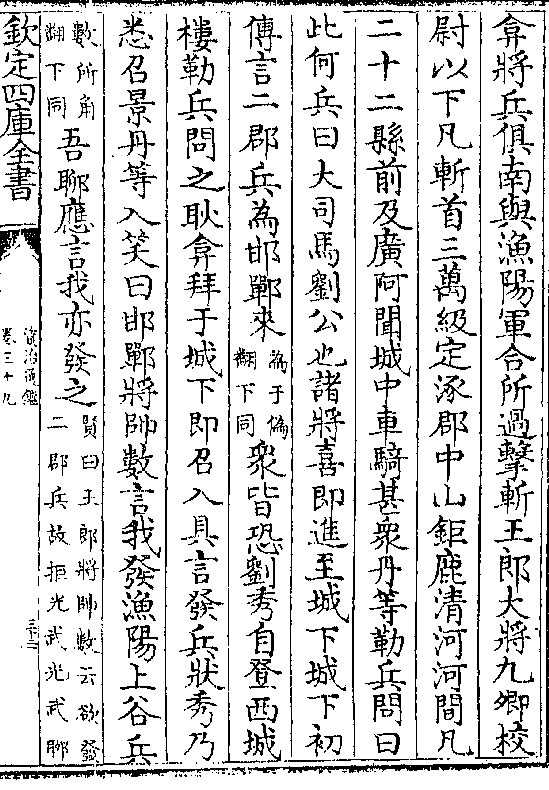 弇將兵俱南與漁陽軍合所過擊斬王郎大將九卿校
尉以下凡斬首三萬級定涿郡中山鉅鹿清河河間凡
二十二縣前及廣阿聞城中車騎甚衆丹等勒兵問曰
此何兵曰大司馬劉公也諸將喜即進至城下城下初
傳言二郡兵為邯鄲來為于偽翻下同衆皆恐劉秀自登西城
樓勒兵問之耿弇拜于城下即召入具言發兵狀秀乃
悉召景丹等入笑曰邯鄲將帥數言我發漁陽上谷兵
數所角翻下同吾聊應言我亦發之賢曰王郎將帥數云欲發二郡兵故拒光武光武聊
欽定四庫全書
資治通鑑
卷三十九
三十二